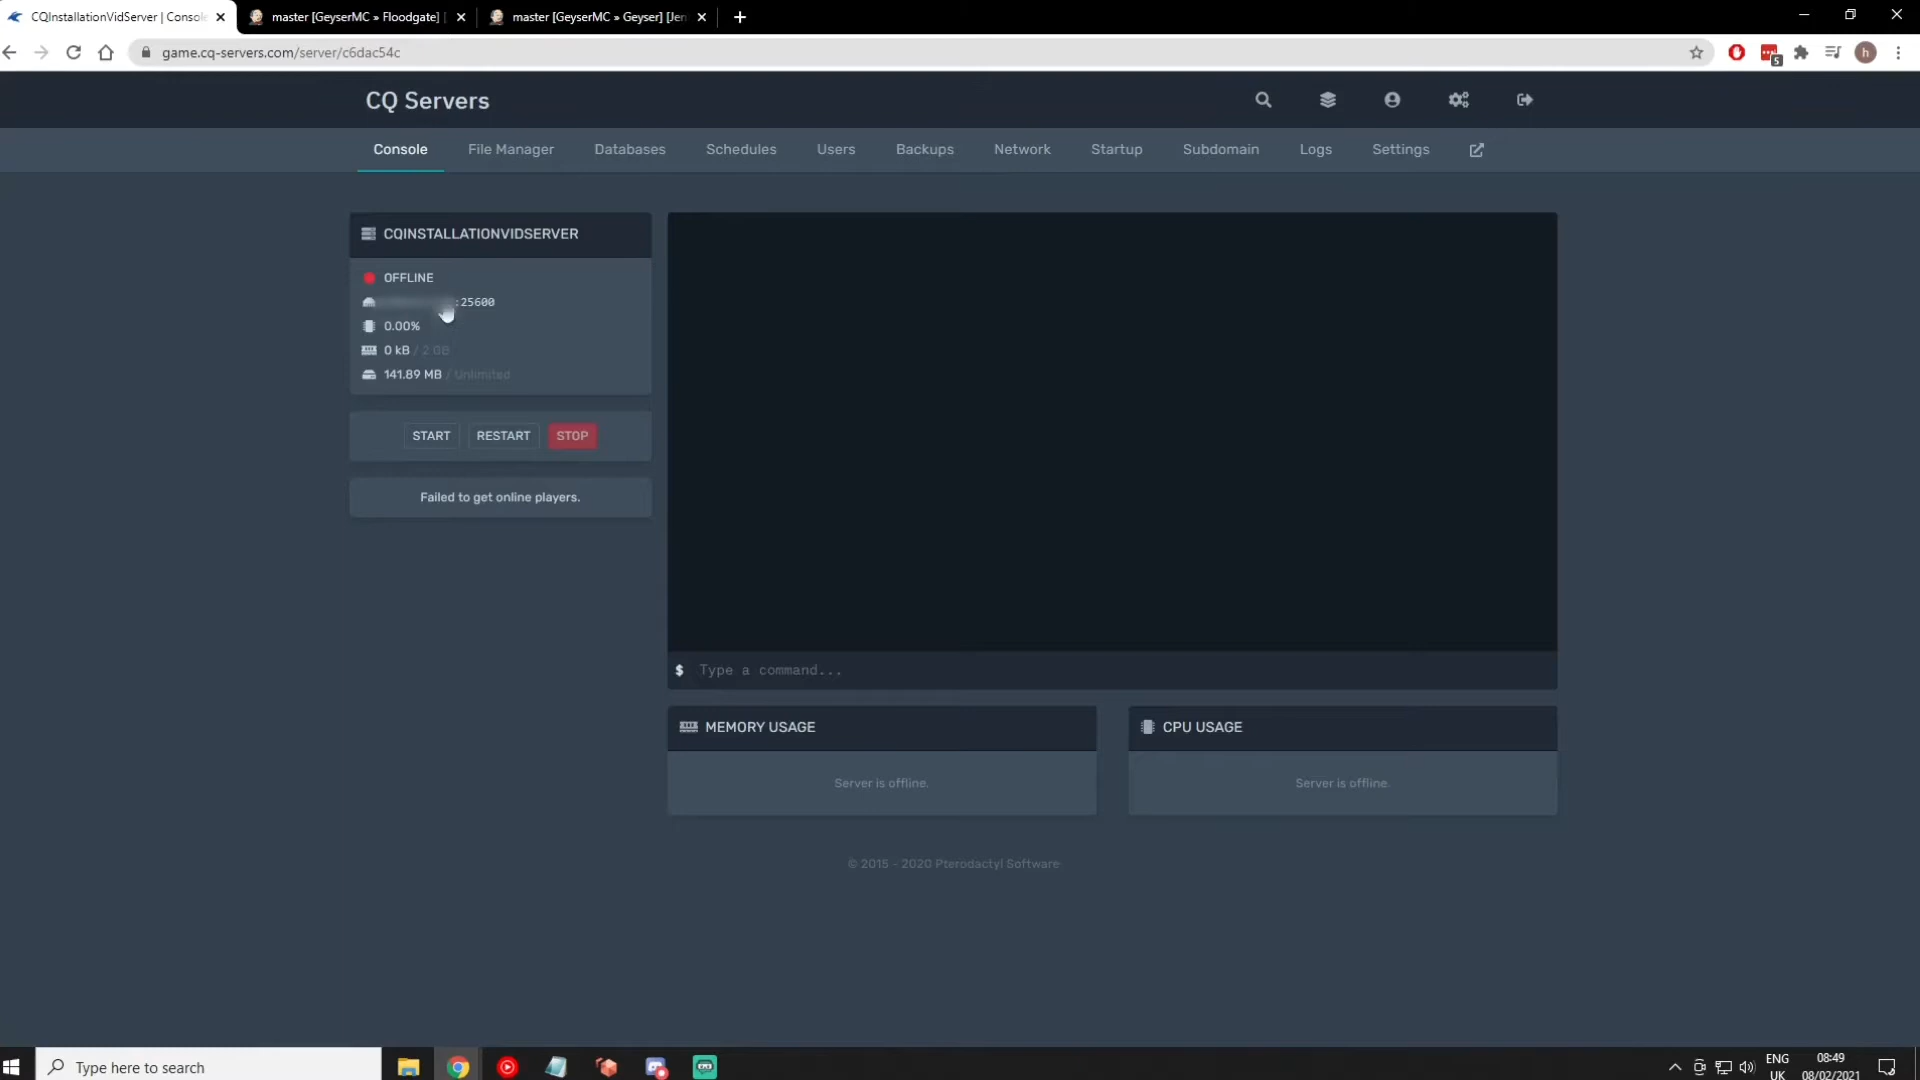 CQInstallationVidServer | Console
master [GeyserMC » Floodgate]
master [GeyserMC » Geyser] [Jen
game.cq-servers.com/server/c6dac54c
5
h
CQ Servers
Console
File Manager
Databases
Schedules
Users
Backups
Network
Startup
Subdomain
Logs
Settings
CQINSTALLATIONVIDSERVER
OFFLINE
:25600
0.00%
0 kB / 2 GB
141.89 MB / Unlimited
START
RESTART
STOP
Failed to get online players.
$ Type a command...
MEMORY USAGE
Server is offline.
CPU USAGE
Server is offline.
© 2015 - 2020 Pterodactyl Software
Type here to search
ENG
UK
08:49
08/02/2021